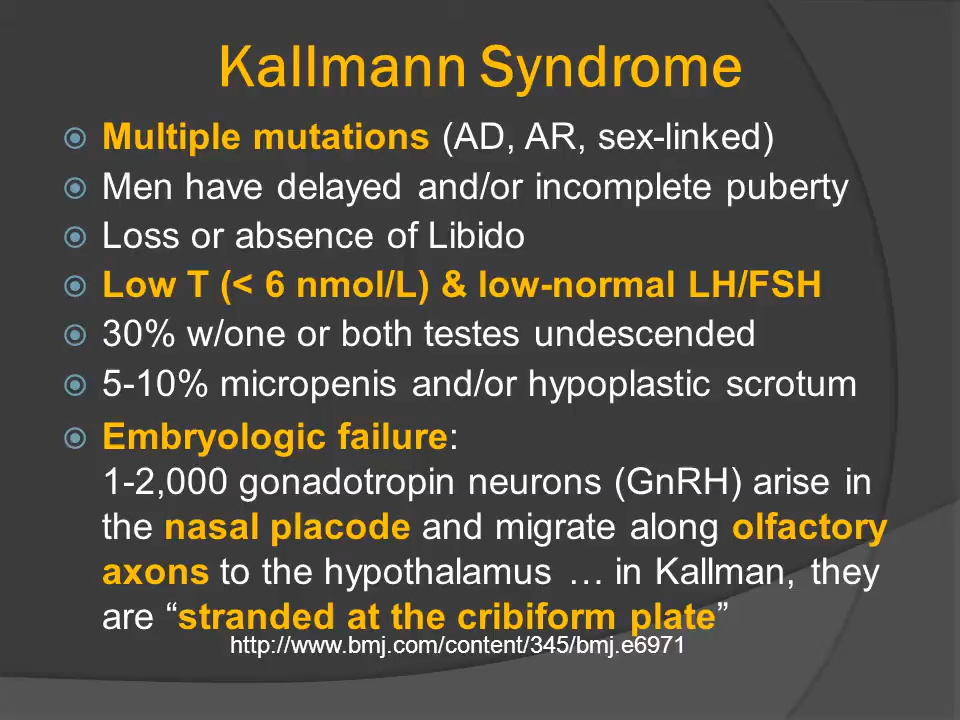 Kallmann Syndrome
Multiple mutations (AD, AR, sex-linked)
Men have delayed and/or incomplete puberty
Loss or absence of Libido
Low T (< 6 nmol/L) & low-normal LH/FSH
30% w/one or both testes undescended
5-10% micropenis and/or hypoplastic scrotum
Embryologic failure:
1-2,000 gonadotropin neurons (GnRH) arise in
the nasal placode and migrate along olfactory
axons to the hypothalamus … in Kallman, they
are “stranded at the cribiform plate”
http://www.bmj.com/content/345/bmj.e6971